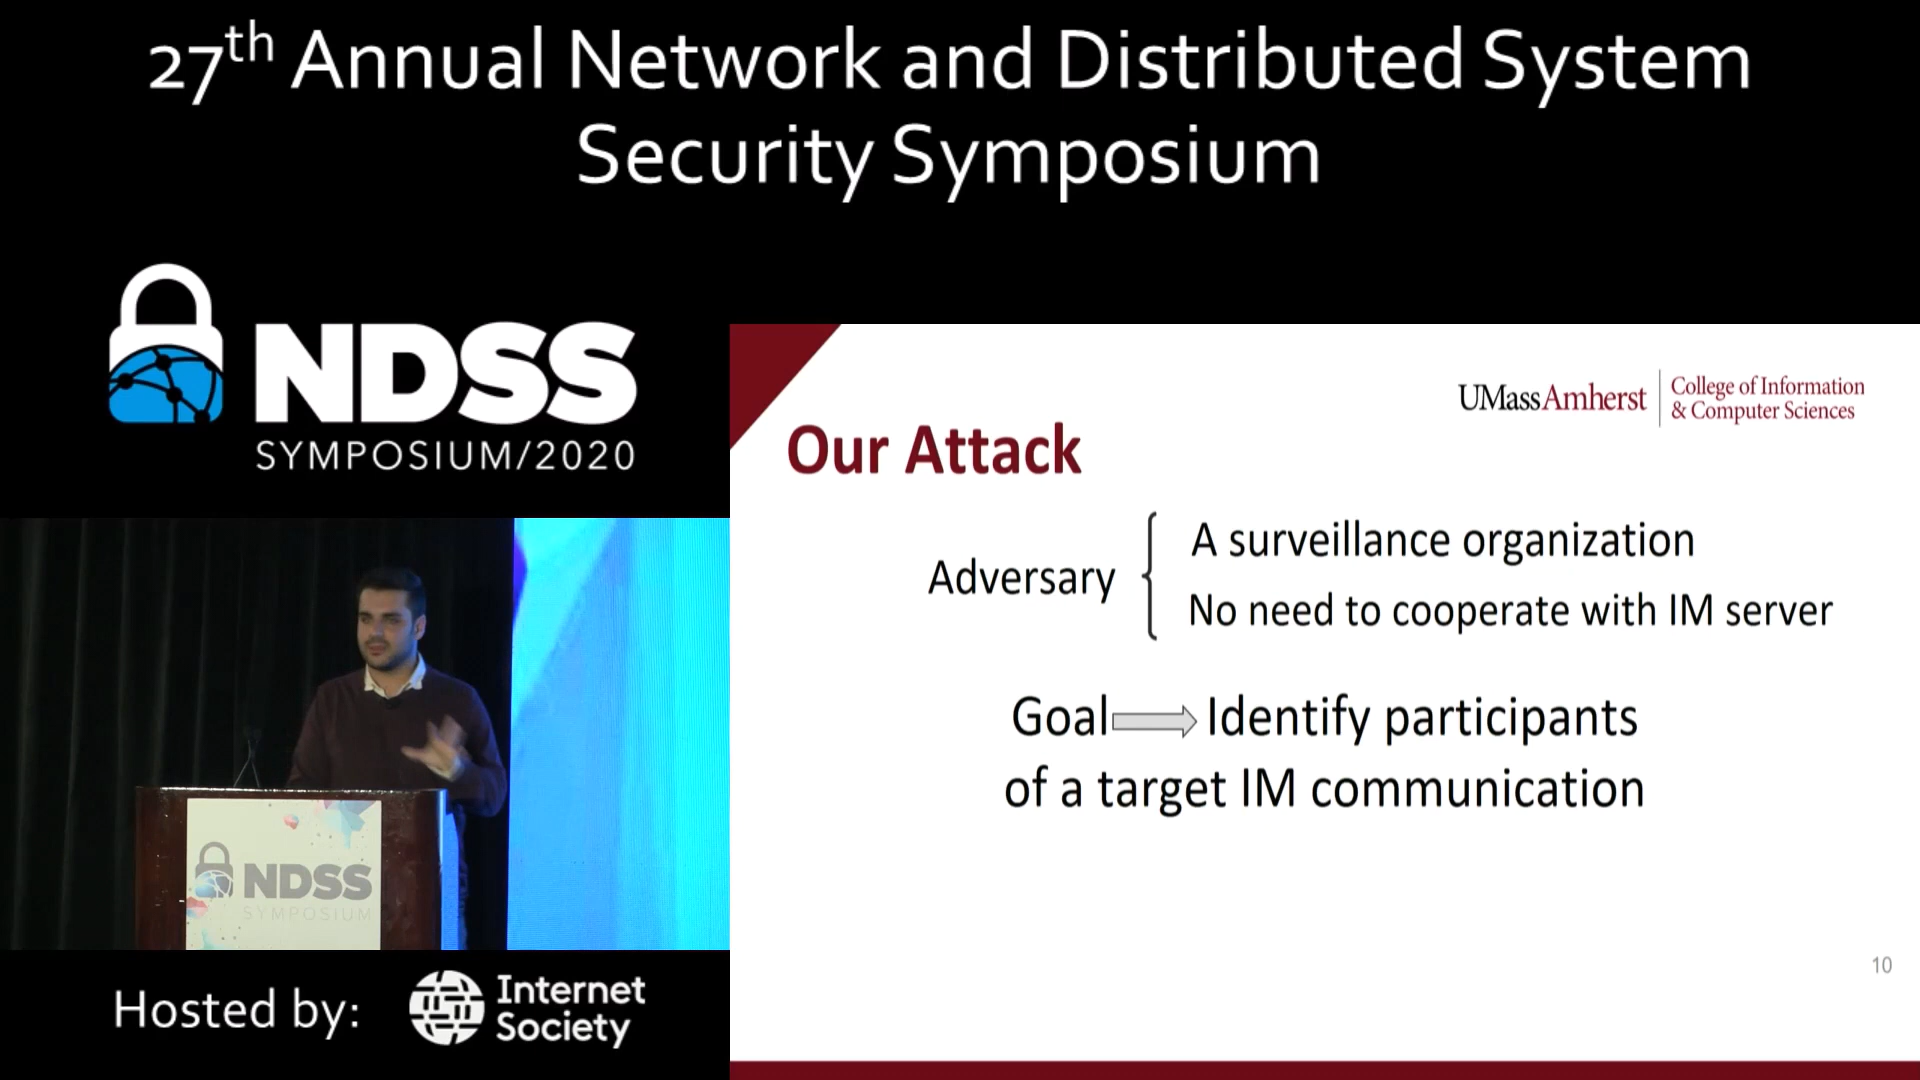 27th Annual Network and Distributed System
Security Symposium
NDSS
SYMPOSIUM/2020
UMassAmherst
College of Information
& Computer Sciences
Our Attack
Adversary
A surveillance organization
No need to cooperate with IM server
Goal
Identify participants
of a target IM communication
10
NDSS
SYMPOSIUM
Hosted by:
Internet
Society